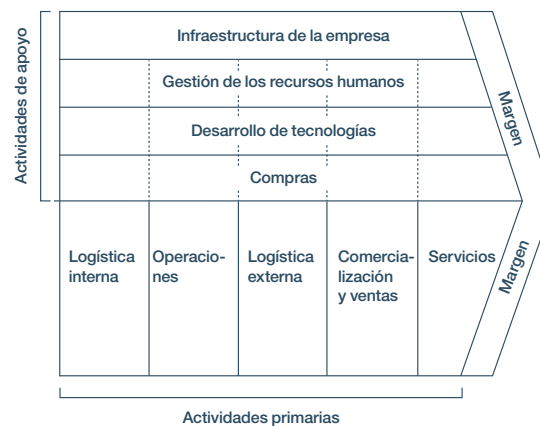 Actividades de apoyo
Infraestructura de la empresa
Gestión de los recursos humanos
Desarrollo de tecnologías
Compras
Margen
Logística
interna
Operacio-
nes
Logística
externa
Comercia-
lización
y ventas
Servicios
Margen
Actividades primarias